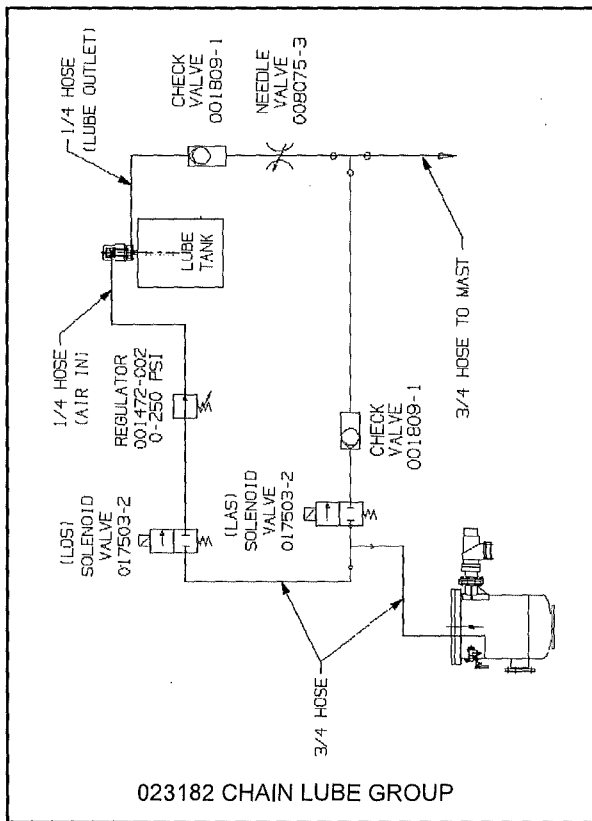 1/4 HOSE
(LUBE OUTLET)
CHECK
VALVE
001809-1
NEEDLE
VALVE
008075-3
LUBE
TANK
1/4 HOSE
(AIR IN)
REGULATOR
001472-002
0-250 PSI
3/4 HOSE TO MAST
(LDS)
SOLENOID
VALVE
017503-2
(LAS)
SOLENOID
VALVE
017503-2
CHECK
VALVE
001809-1
3/4 HOSE
023182 CHAIN LUBE GROUP